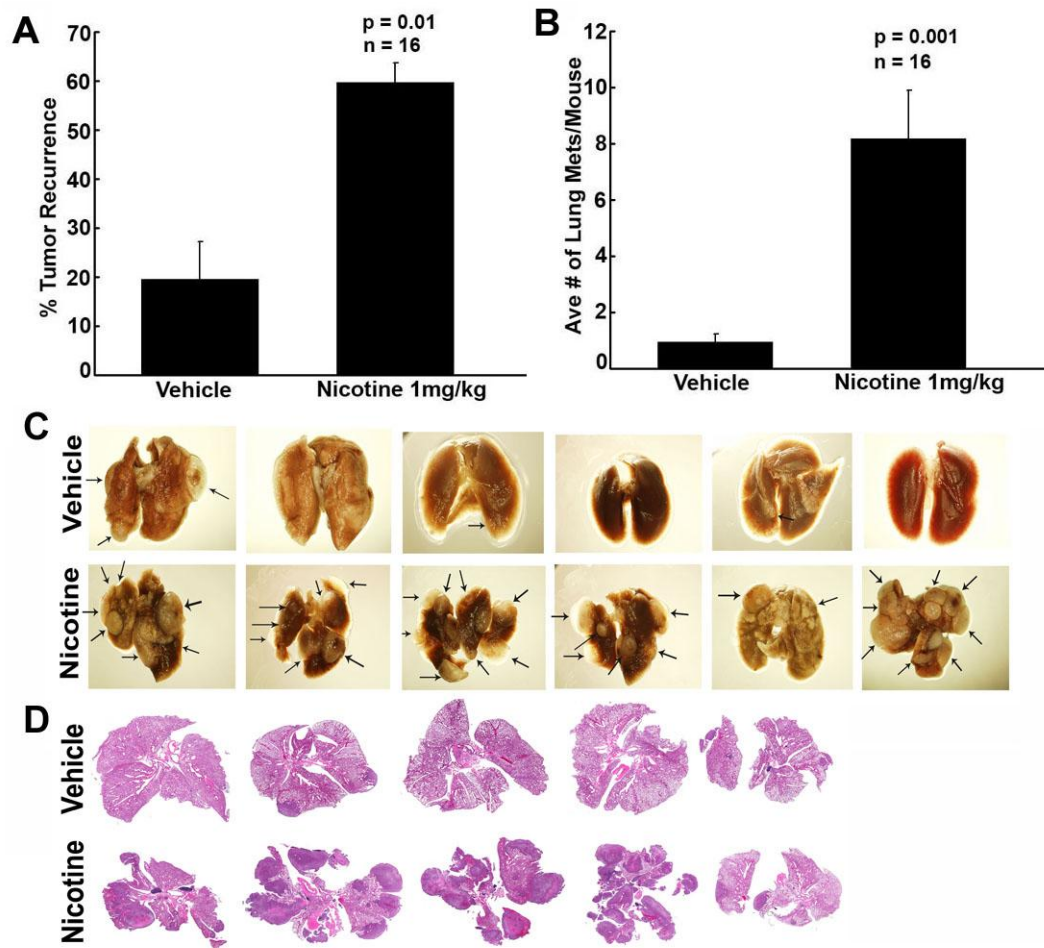 A
% Tumor Recurrence
70
60
50
40
30
20
10
0
p = 0.01
n = 16
Vehicle
Nicotine 1mg/kg
B
Ave # of Lung Mets/Mouse
12
10
8
6
4
2
0
p = 0.001
n = 16
Vehicle
Nicotine 1mg/kg
C
Vehicle
Nicotine
D
Vehicle
Nicotine